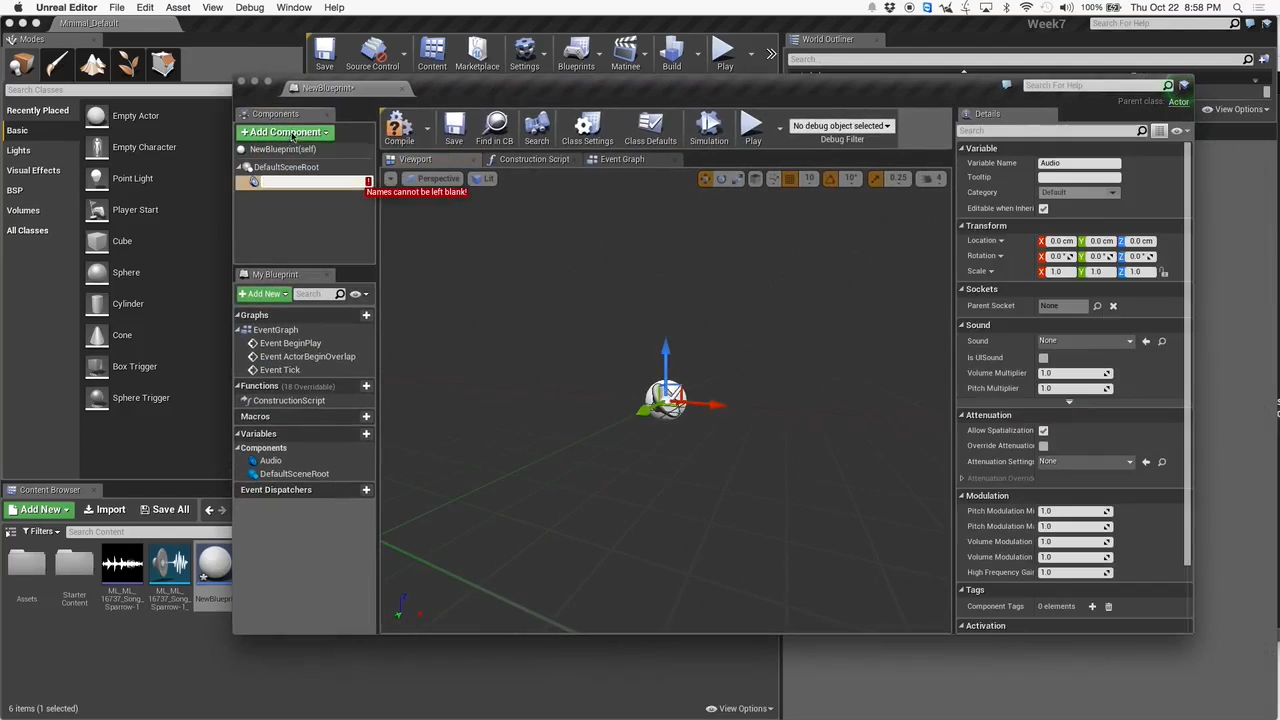 Unreal Editor File Edit Asset View Debug Window Help
100% Thu Oct 22 8:58 PM
Minimal_Default
Week7
Search For Help
Modes
Search Classes
Recently Placed
Basic
Lights
Visual Effects
BSP
Volumes
All Classes
Empty Actor
Empty Character
Point Light
Player Start
Cube
Sphere
Cylinder
Cone
Box Trigger
Sphere Trigger
Save
Source Control
Content
Marketplace
Settings
Blueprints
Matinee
Build
Play
World Outliner
Search...
View Options
NewBlueprint*
Search For Help
Parent class: Actor
Components
+Add Component
NewBlueprint(self)
DefaultSceneRoot
Names cannot be left blank!
My Blueprint
+Add New
Search
Graphs
EventGraph
Event BeginPlay
Event ActorBeginOverlap
Event Tick
Functions (18 Overridable)
ConstructionScript
Macros
Variables
Components
Audio
DefaultSceneRoot
Event Dispatchers
Compile
Save
Find in CB
Search
Class Settings
Class Defaults
Simulation
Play
No debug object selected
Debug Filter
Viewport
Construction Script
Event Graph
Perspective
Lit
10
10°
0.25
4
Details
Search
Variable
Variable Name Audio
Tooltip
Category Default
Editable when Inheri
Transform
Location X 0.0 cm Y 0.0 cm Z 0.0 cm
Rotation X 0.0 ° Y 0.0 ° Z 0.0 °
Scale X 1.0 Y 1.0 Z 1.0
Sockets
Parent Socket None
Sound
Sound None
Is UISound
Volume Multiplier 1.0
Pitch Multiplier 1.0
Attenuation
Allow Spatialization
Override Attenuation
Attenuation Settings None
Attenuation Overrid
Modulation
Pitch Modulation Mi 1.0
Pitch Modulation M 1.0
Volume Modulation 1.0
Volume Modulation 1.0
High Frequency Gai 1.0
Tags
Component Tags 0 elements
Activation
Content Browser
Add New
Import
Save All
Filters
Search Content
Assets
Starter
Content
ML_ML_
16737_Song_
Sparrow-1
ML_ML_
16737_Song_
Sparrow-1_
NewBlueprint
6 items (1 selected)
View Options